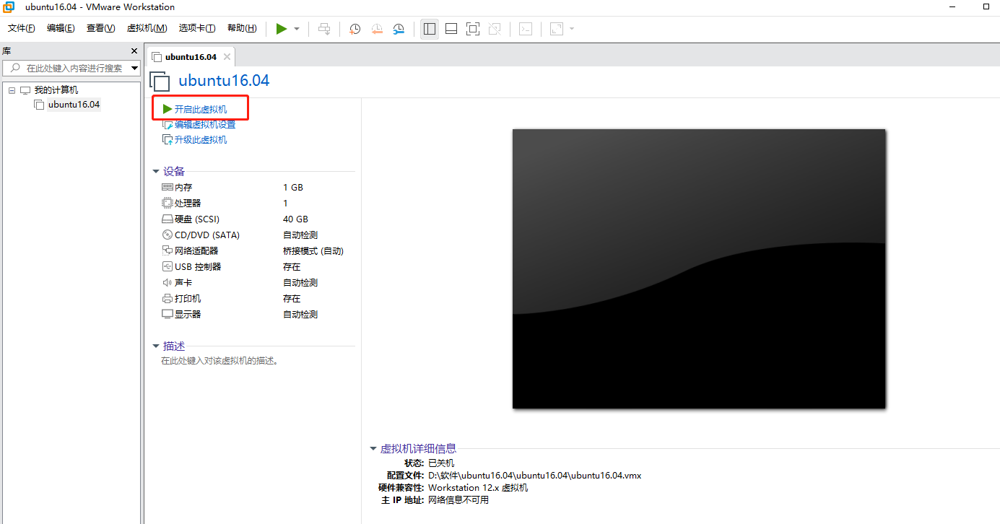 ubuntu16.04 - VMware Workstation
文件(F) 编辑(E) 查看(V) 虚拟机(M) 选项卡(T) 帮助(H)
库
在此处键入内容进行搜索
我的计算机
ubuntu16.04
ubuntu16.04
ubuntu16.04
开启此虚拟机
编辑虚拟机设置
升级此虚拟机
设备
内存 1 GB
处理器 1
硬盘 (SCSI) 40 GB
CD/DVD (SATA) 自动检测
网络适配器 桥接模式 (自动)
USB 控制器 存在
声卡 自动检测
打印机 存在
显示器 自动检测
描述
在此处键入对该虚拟机的描述。
虚拟机详细信息
状态: 已关机
配置文件: D:\软件\ubuntu16.04\ubuntu16.04\ubuntu16.04.vmx
硬件兼容性: Workstation 12.x 虚拟机
主 IP 地址: 网络信息不可用